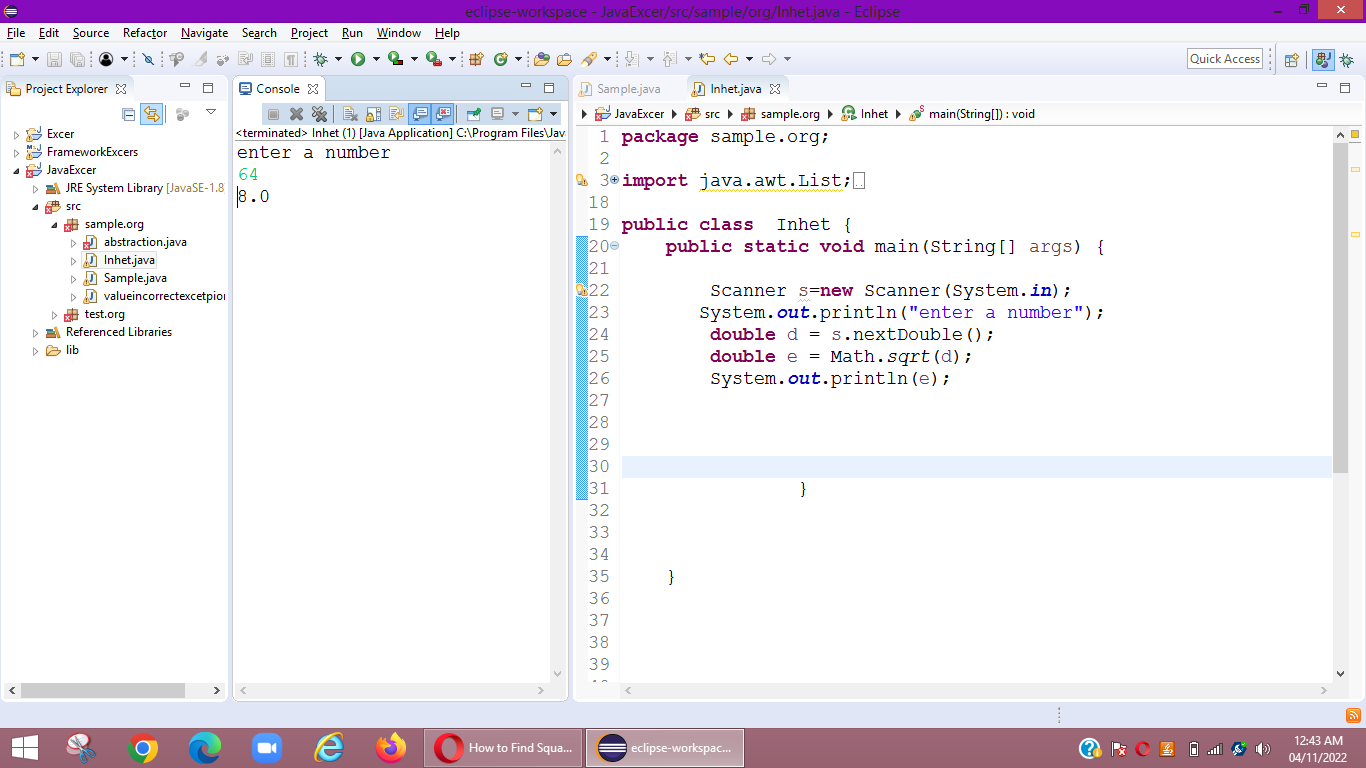 eclipse-workspace - JavaExcer/src/sample/org/Inhet.java - Eclipse
File Edit Source Refactor Navigate Search Project Run Window Help
Quick Access
Project Explorer
Excer
FrameworkExcers
JavaExcer
JRE System Library [JavaSE-1.8
src
sample.org
abstraction.java
Inhet.java
Sample.java
valueincorrectexcetpion
test.org
Referenced Libraries
lib
Console
<terminated> Inhet (1) [Java Application] C:\Program Files\Java
enter a number
64
8.0
Sample.java Inhet.java
JavaExcer src sample.org Inhet main(String[]) : void
1 package sample.org;
2
3 import java.awt.List;
18
19 public class  Inhet {
20 public static void main(String[] args) {
21
22 Scanner s=new Scanner(System.in);
23 System.out.println("enter a number");
24 double d = s.nextDouble();
25 double e = Math.sqrt(d);
26 System.out.println(e);
27
28
29
30
31 }
32
33
34
35 }
36
37
38
39
How to Find Squa...
eclipse-workspac...
12:43 AM
04/11/2022